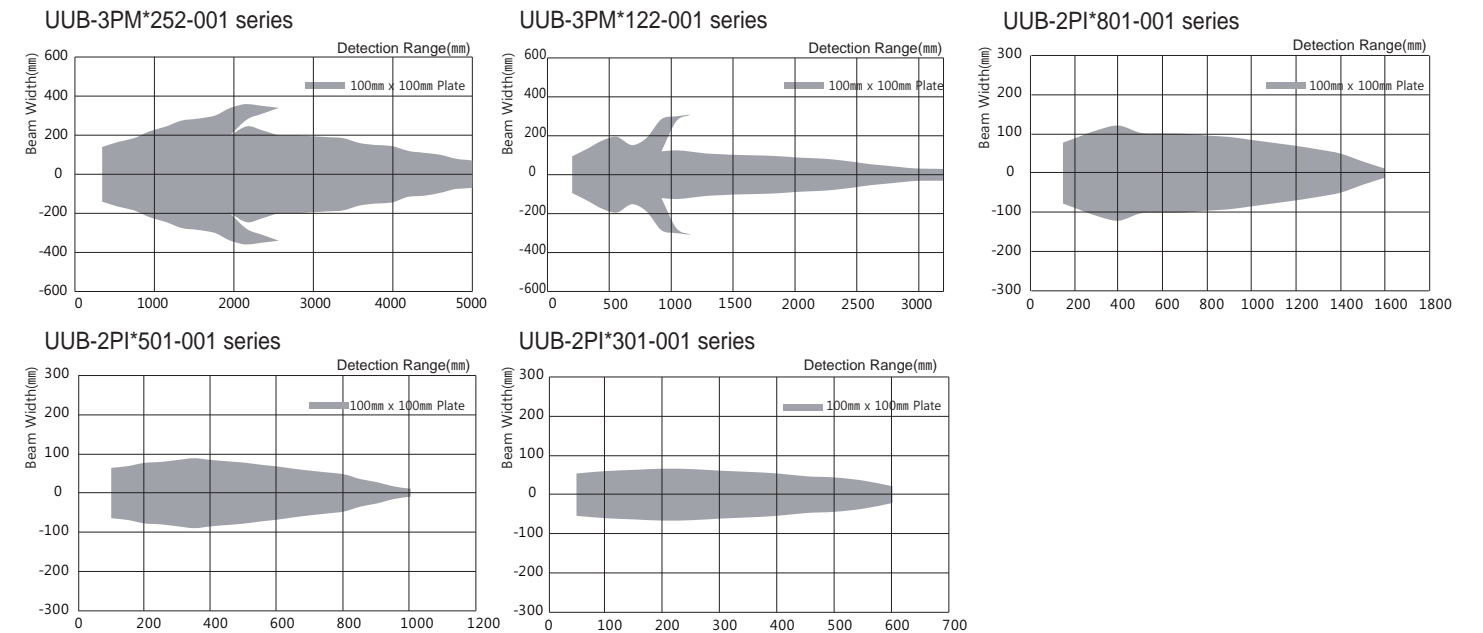 UUB-3PM*252-001 series
Detection Range(㎜)
Beam Width(㎜)
100㎜ x 100㎜ Plate
600
400
200
0
-200
-400
-600
0 1000 2000 3000 4000 5000
UUB-3PM*122-001 series
Detection Range(㎜)
Beam Width(㎜)
100㎜ x 100㎜ Plate
600
400
200
0
-200
-400
-600
0 500 1000 1500 2000 2500 3000
UUB-2PI*801-001 series
Detection Range(㎜)
Beam Width(㎜)
100㎜ x 100㎜ Plate
300
200
100
0
-100
-200
-300
0 200 400 600 800 1000 1200 1400 1600 1800
UUB-2PI*501-001 series
Detection Range(㎜)
Beam Width(㎜)
100㎜ x 100㎜ Plate
300
200
100
0
-100
-200
-300
0 200 400 600 800 1000 1200
UUB-2PI*301-001 series
Detection Range(㎜)
Beam Width(㎜)
100㎜ x 100㎜ Plate
300
200
100
0
-100
-200
-300
0 100 200 300 400 500 600 700